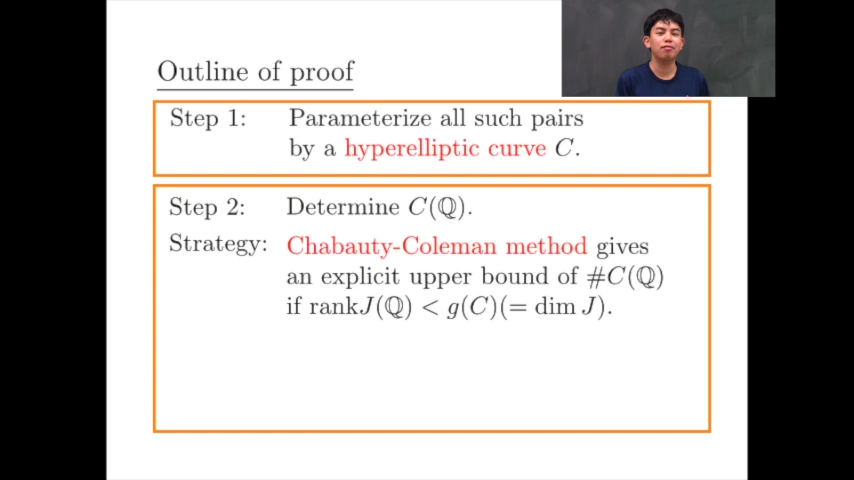 Outline of proof
Step 1: Parameterize all such pairs
by a hyperelliptic curve C.
Step 2: Determine C(ℚ).
Strategy: Chabauty-Coleman method gives
an explicit upper bound of #C(ℚ)
if rankJ(ℚ) < g(C)(= dim J).